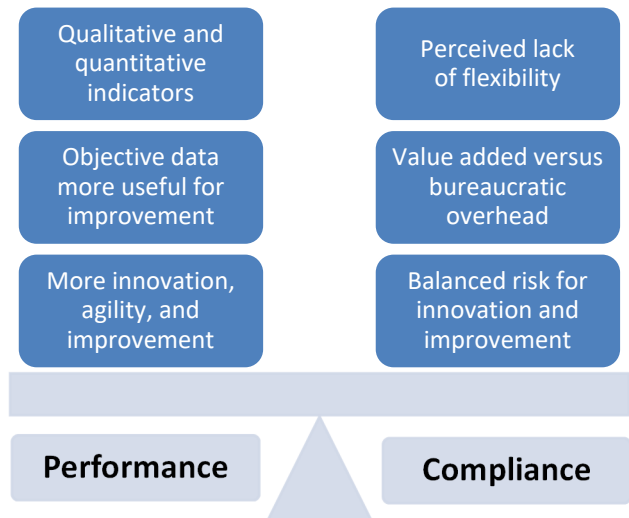 Qualitative and
quantitative
indicators
Objective data
more useful for
improvement
More innovation,
agility, and
improvement
Perceived lack
of flexibility
Value added versus
bureaucratic
overhead
Balanced risk for
innovation and
improvement
Performance
Compliance